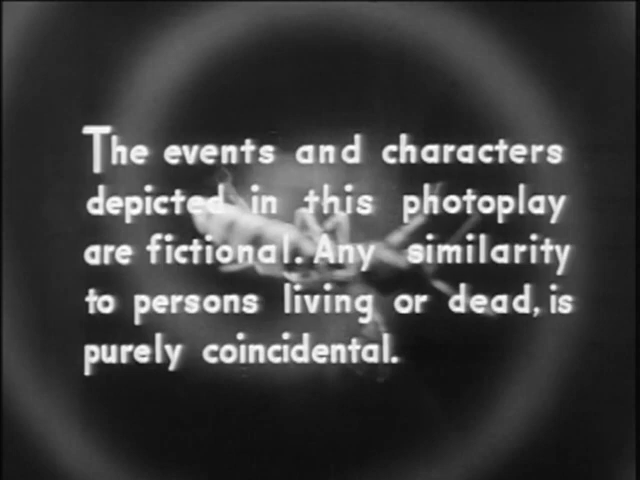 The events and characters
depicted in this photoplay
are fictional. Any similarity
to persons living or dead, is
purely coincidental.